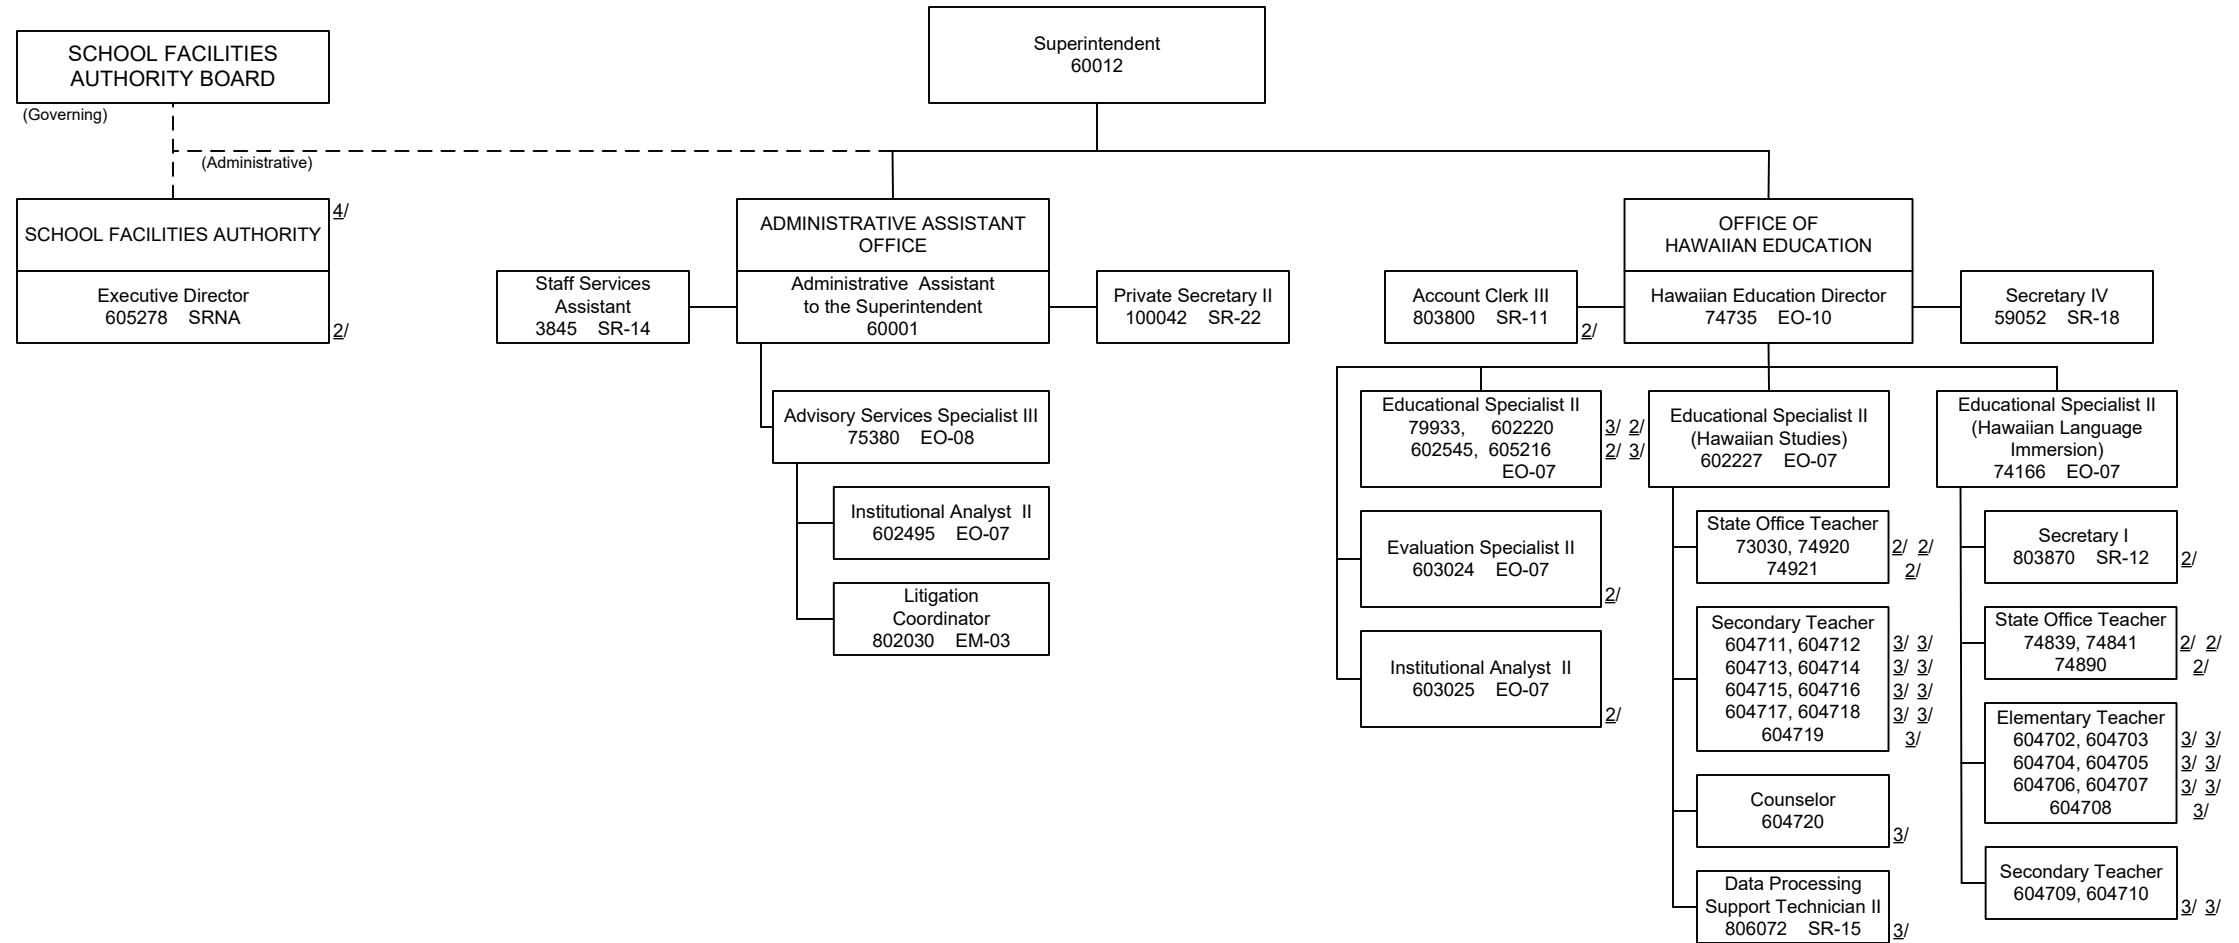 SCHOOL FACILITIES
AUTHORITY BOARD
(Governing)
Superintendent
60012
(Administrative)
SCHOOL FACILITIES AUTHORITY
4/
Executive Director
605278 SRNA
2/
Staff Services
Assistant
3845 SR-14
ADMINISTRATIVE ASSISTANT
OFFICE
Administrative Assistant
to the Superintendent
60001
Private Secretary II
100042 SR-22
Advisory Services Specialist III
75380 EO-08
Institutional Analyst II
602495 EO-07
Litigation
Coordinator
802030 EM-03
Account Clerk III
803800 SR-11
2/
OFFICE OF
HAWAIIAN EDUCATION
Hawaiian Education Director
74735 EO-10
Secretary IV
59052 SR-18
Educational Specialist II
79933, 602220 3/ 2/
602545, 605216 2/ 3/
EO-07
Evaluation Specialist II
603024 EO-07
2/
Institutional Analyst II
603025 EO-07
2/
Educational Specialist II
(Hawaiian Studies)
602227 EO-07
State Office Teacher
73030, 74920 2/ 2/
74921 2/
Secondary Teacher
604711, 604712 3/ 3/
604713, 604714 3/ 3/
604715, 604716 3/ 3/
604717, 604718 3/ 3/
604719 3/
Counselor
604720
3/
Data Processing
Support Technician II
806072 SR-15 3/
Educational Specialist II
(Hawaiian Language
Immersion)
74166 EO-07
Secretary I
803870 SR-12 2/
State Office Teacher
74839, 74841 2/ 2/
74890 2/
Elementary Teacher
604702, 604703 3/ 3/
604704, 604705 3/ 3/
604706, 604707 3/ 3/
604708 3/
Secondary Teacher
604709, 604710
3/ 3/